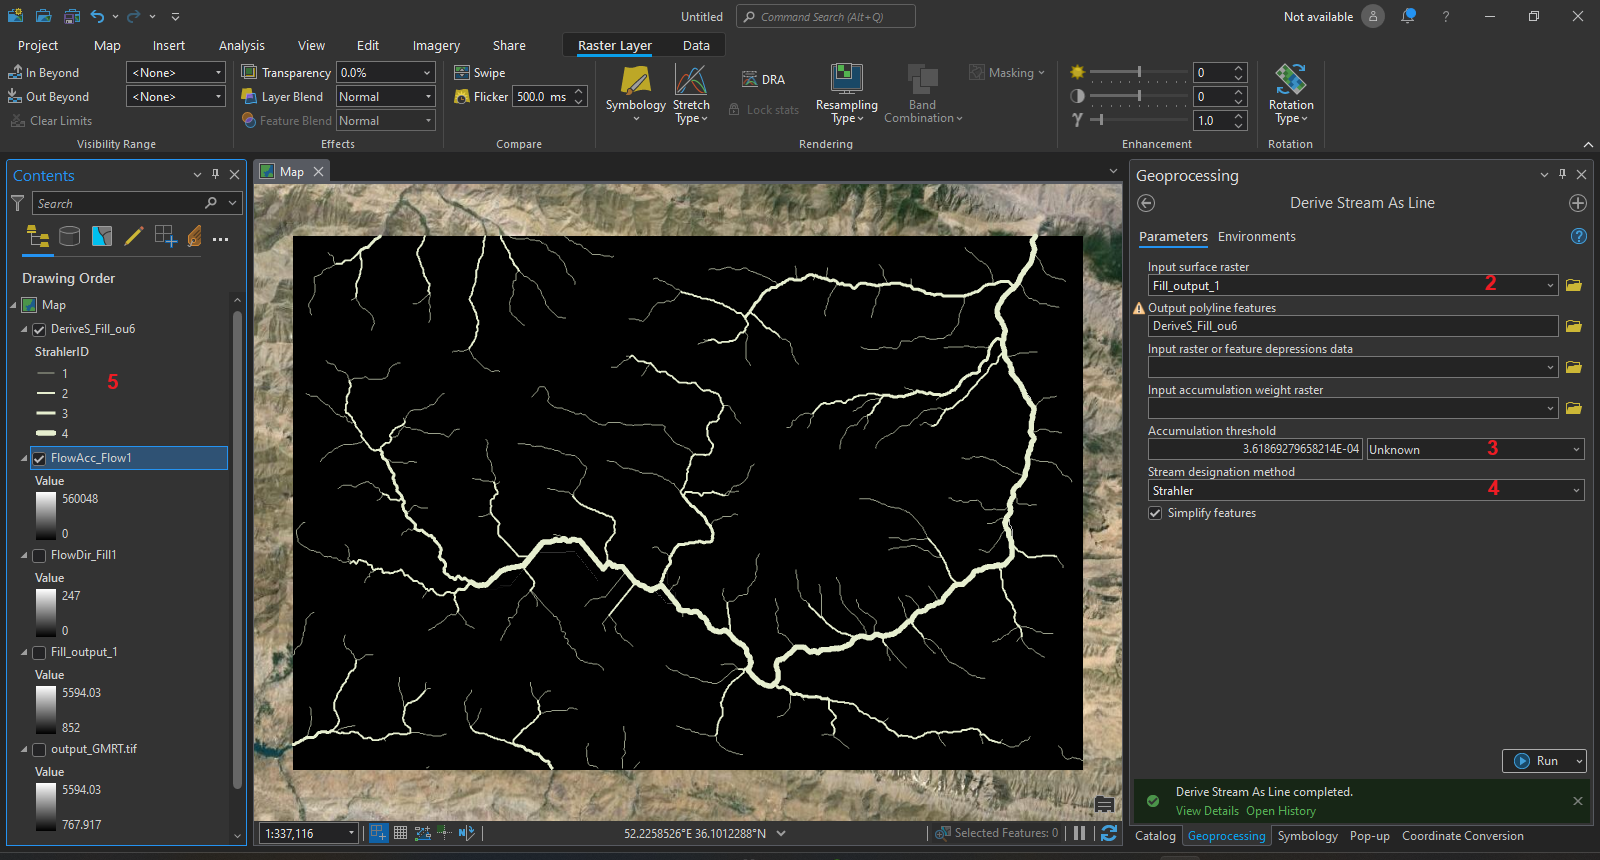 Untitled
Command Search (Alt+Q)
Not available
?
Project Map Insert Analysis View Edit Imagery Share Raster Layer Data
In Beyond <None>
Out Beyond <None>
Clear Limits
Visibility Range
Transparency 0.0%
Layer Blend Normal
Feature Blend Normal
Effects
Swipe
Flicker 500.0 ms
Compare
Symbology
Stretch
Type
DRA
Lock stats
Resampling
Type
Band
Combination
Masking
Rendering
0
0
γ 1.0
Enhancement
Rotation
Type
Rotation
Contents
Search
Drawing Order
Map
DeriveS_Fill_ou6
StrahlerID
1
2
3
4
5
FlowAcc_Flow1
Value
560048
0
FlowDir_Fill1
Value
247
0
Fill_output_1
Value
5594.03
852
output_GMRT.tif
Value
5594.03
767.917
Map
1:337,116
52.2258526°E 36.1012288°N
Selected Features: 0
Geoprocessing
Derive Stream As Line
Parameters Environments
?
Input surface raster
Fill_output_1 2
Output polyline features
DeriveS_Fill_ou6
Input raster or feature depressions data
Input accumulation weight raster
Accumulation threshold
3.61869279658214E-04 Unknown 3
Stream designation method
Strahler 4
Simplify features
Run
Derive Stream As Line completed.
View Details Open History
Catalog Geoprocessing Symbology Pop-up Coordinate Conversion